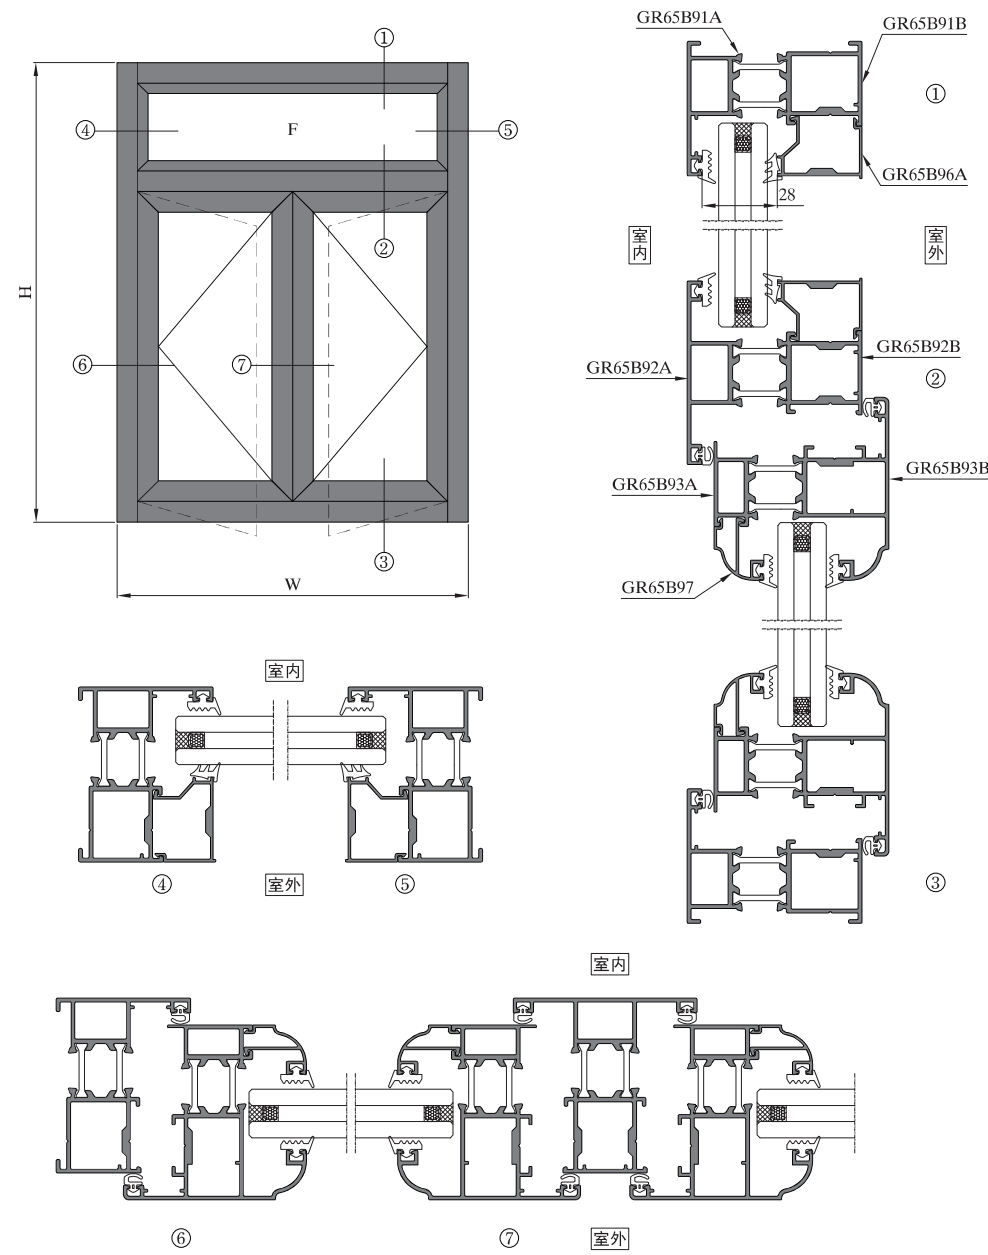 ①
④
F
⑤
②
H
⑥
⑦
③
W
GR65B91A
GR65B91B
①
GR65B96A
28
室内
室外
GR65B92A
GR65B92B
②
GR65B93A
GR65B93B
GR65B97
③
室内
④
室外
⑤
室内
⑥
⑦
室外